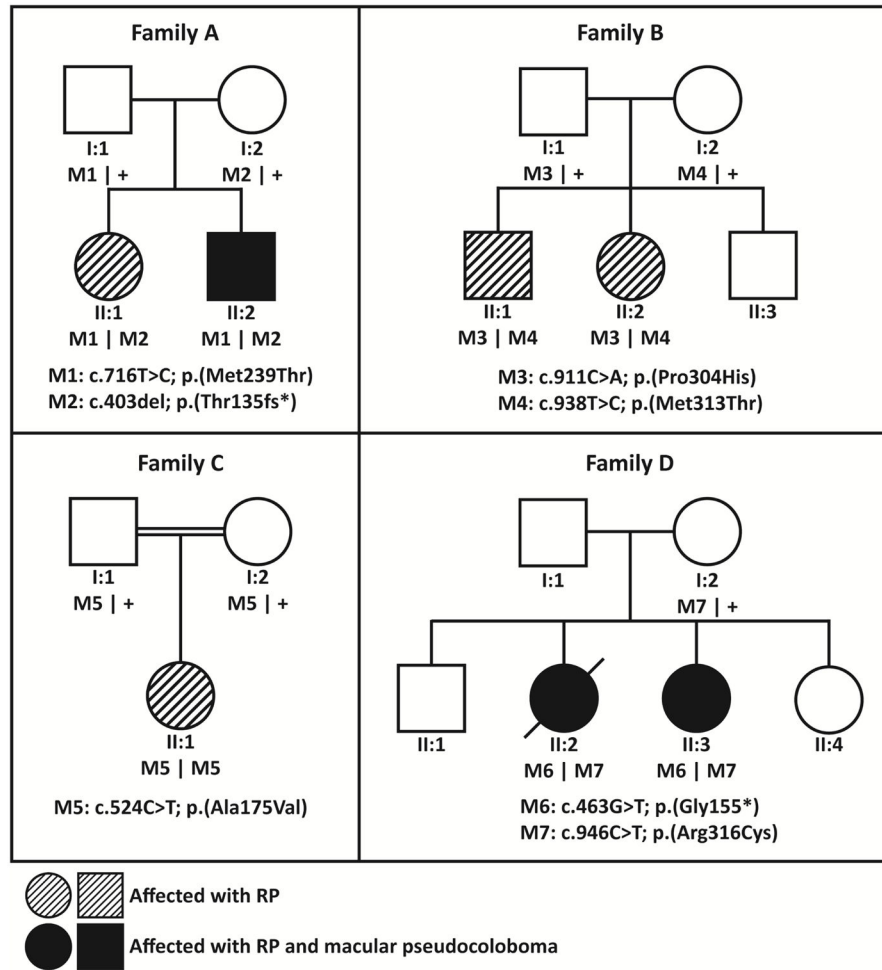 Family A
I:1
I:2
M1 | +
M2 | +
II:1
II:2
M1 | M2
M1 | M2
M1: c.716T>C; p.(Met239Thr)
M2: c.403del; p.(Thr135fs*)
Family B
I:1
I:2
M3 | +
M4 | +
II:1
II:2
II:3
M3 | M4
M3 | M4
M3: c.911C>A; p.(Pro304His)
M4: c.938T>C; p.(Met313Thr)
Family C
I:1
I:2
M5 | +
M5 | +
II:1
M5 | M5
M5: c.524C>T; p.(Ala175Val)
Family D
I:1
I:2
M7 | +
II:1
II:2
II:3
II:4
M6 | M7
M6 | M7
M6: c.463G>T; p.(Gly155*)
M7: c.946C>T; p.(Arg316Cys)
Affected with RP
Affected with RP and macular pseudocoloboma